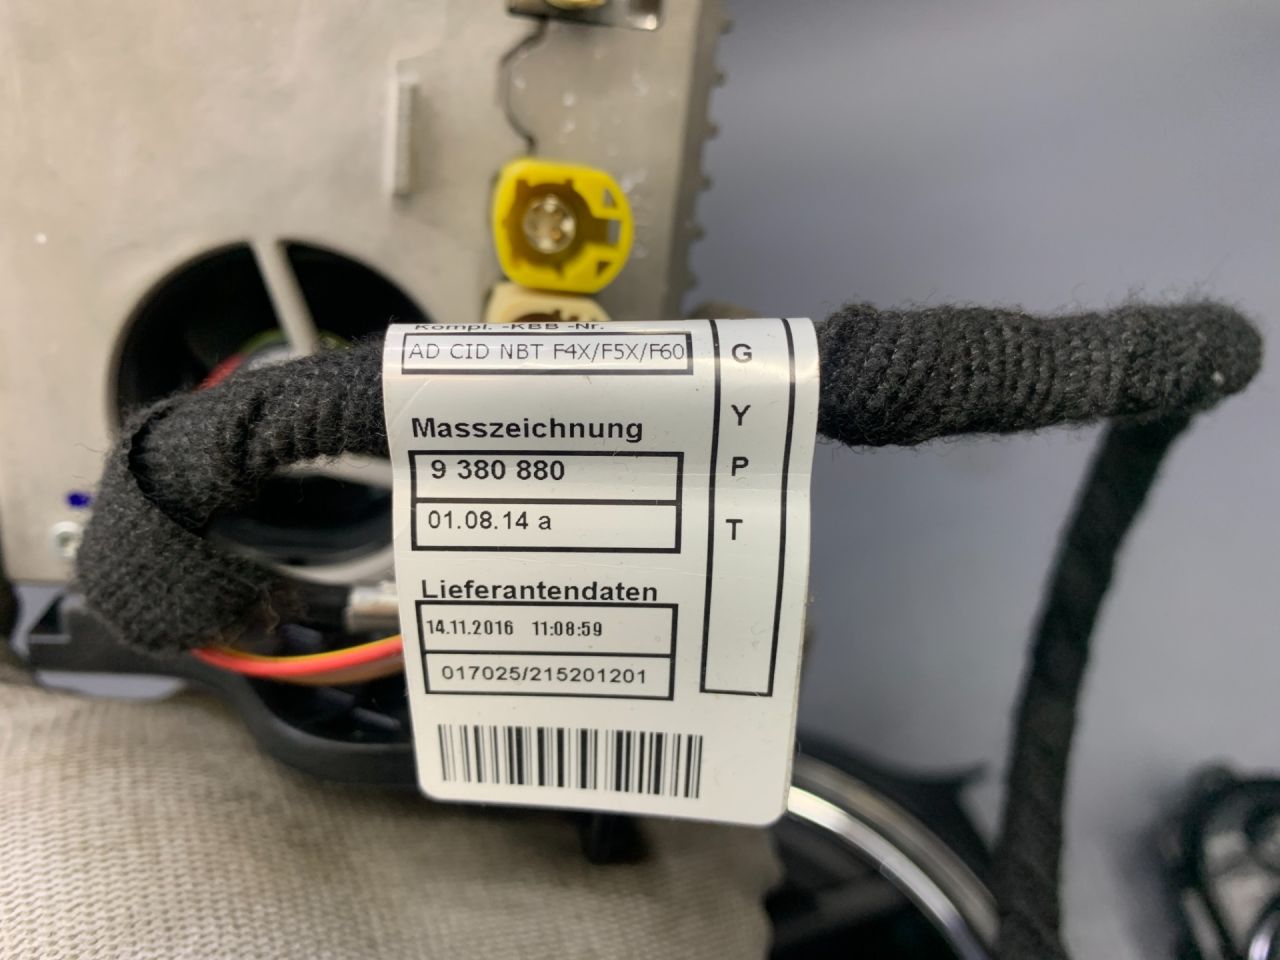 Kompl. -KBB -Nr.
AD CID NBT F4X/F5X/F60
Masszeichnung
9 380 880
01.08.14 a
Lieferantendaten
14.11.2016 11:08:59
017025/215201201
G
Y
P
T